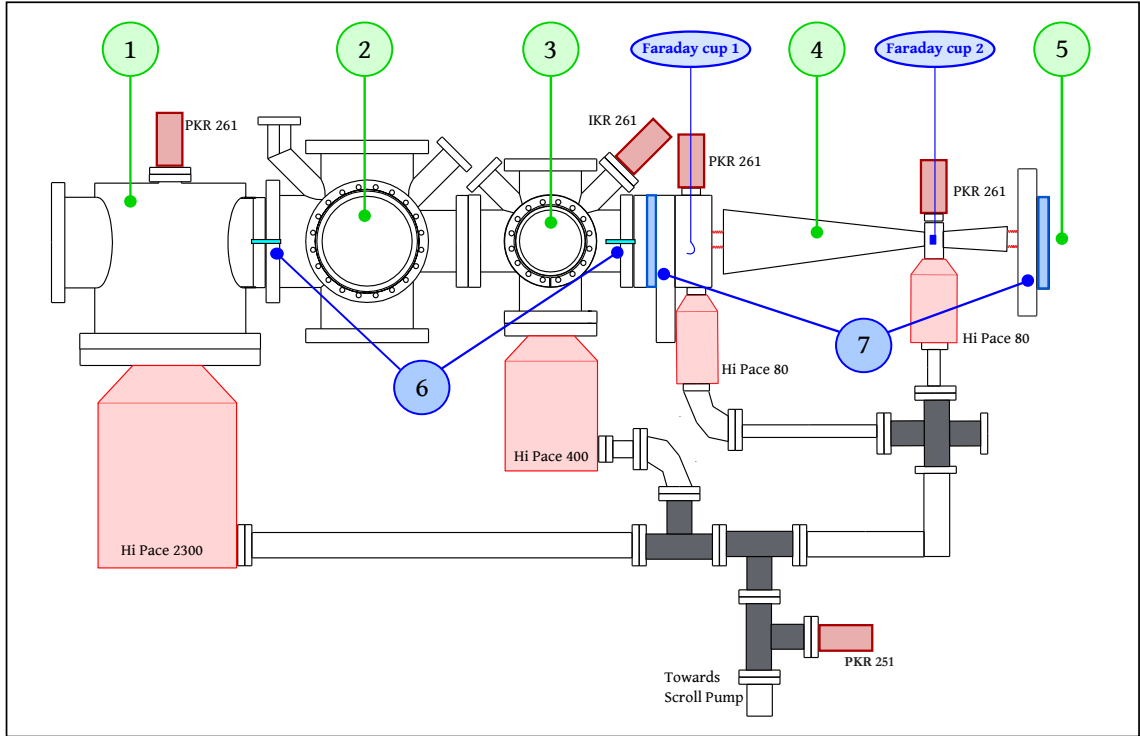 1
2
3
Faraday cup 1
4
Faraday cup 2
5
PKR 261
IKR 261
PKR 261
PKR 261
6
7
Hi Pace 80
Hi Pace 80
Hi Pace 400
Hi Pace 2300
PKR 251
Towards
Scroll Pump